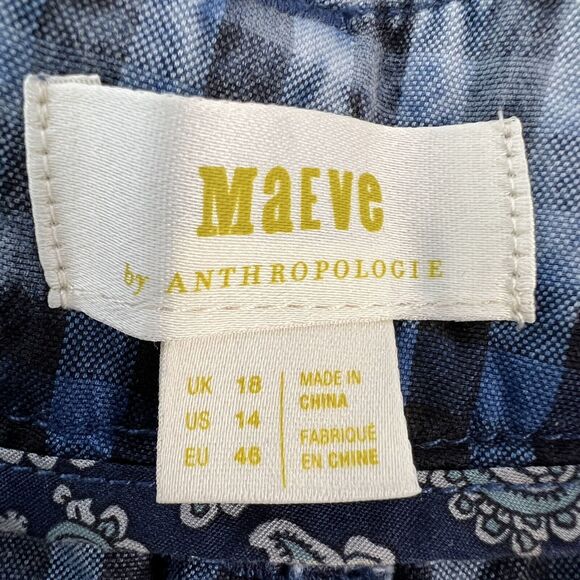 MaEVe
by ANTHROPOLOGIE
UK 18
US 14
EU 46
MADE IN
CHINA
FABRIQUÉ
EN CHINE